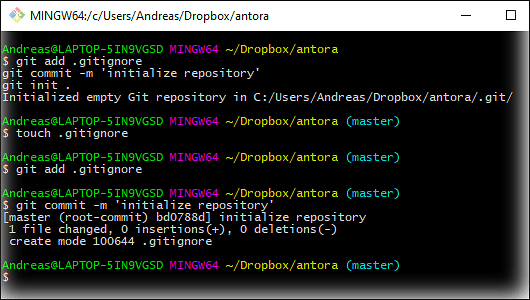 MINGW64:/c/Users/Andreas/Dropbox/antora
Andreas@LAPTOP-5IN9VGSD MINGW64 ~/Dropbox/antora
$ git add .gitignore
git commit -m 'initialize repository'
git init .
Initialized empty Git repository in C:/Users/Andreas/Dropbox/antora/.git/
Andreas@LAPTOP-5IN9VGSD MINGW64 ~/Dropbox/antora (master)
$ touch .gitignore
Andreas@LAPTOP-5IN9VGSD MINGW64 ~/Dropbox/antora (master)
$ git add .gitignore
Andreas@LAPTOP-5IN9VGSD MINGW64 ~/Dropbox/antora (master)
$ git commit -m 'initialize repository'
[master (root-commit) bd0788d] initialize repository
 1 file changed, 0 insertions(+), 0 deletions(-)
 create mode 100644 .gitignore
Andreas@LAPTOP-5IN9VGSD MINGW64 ~/Dropbox/antora (master)
$